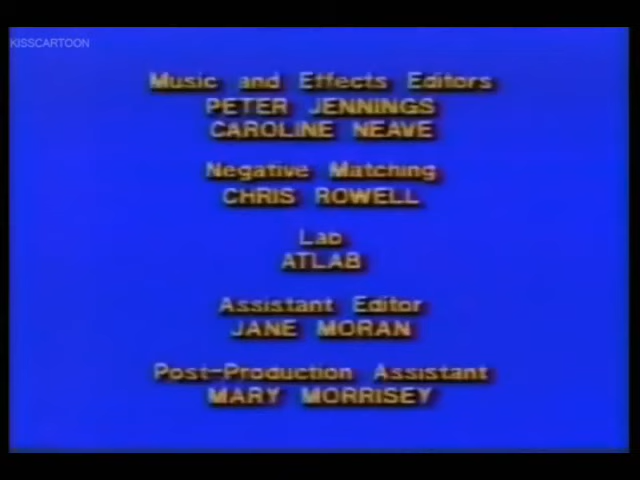 KISSCARTOON
Music and Effects Editors
PETER JENNINGS
CAROLINE NEAVE
Negative Matching
CHRIS ROWELL
Lab
ATLAB
Assistant Editor
JANE MORAN
Post-Production Assistant
MARY MORRISEY